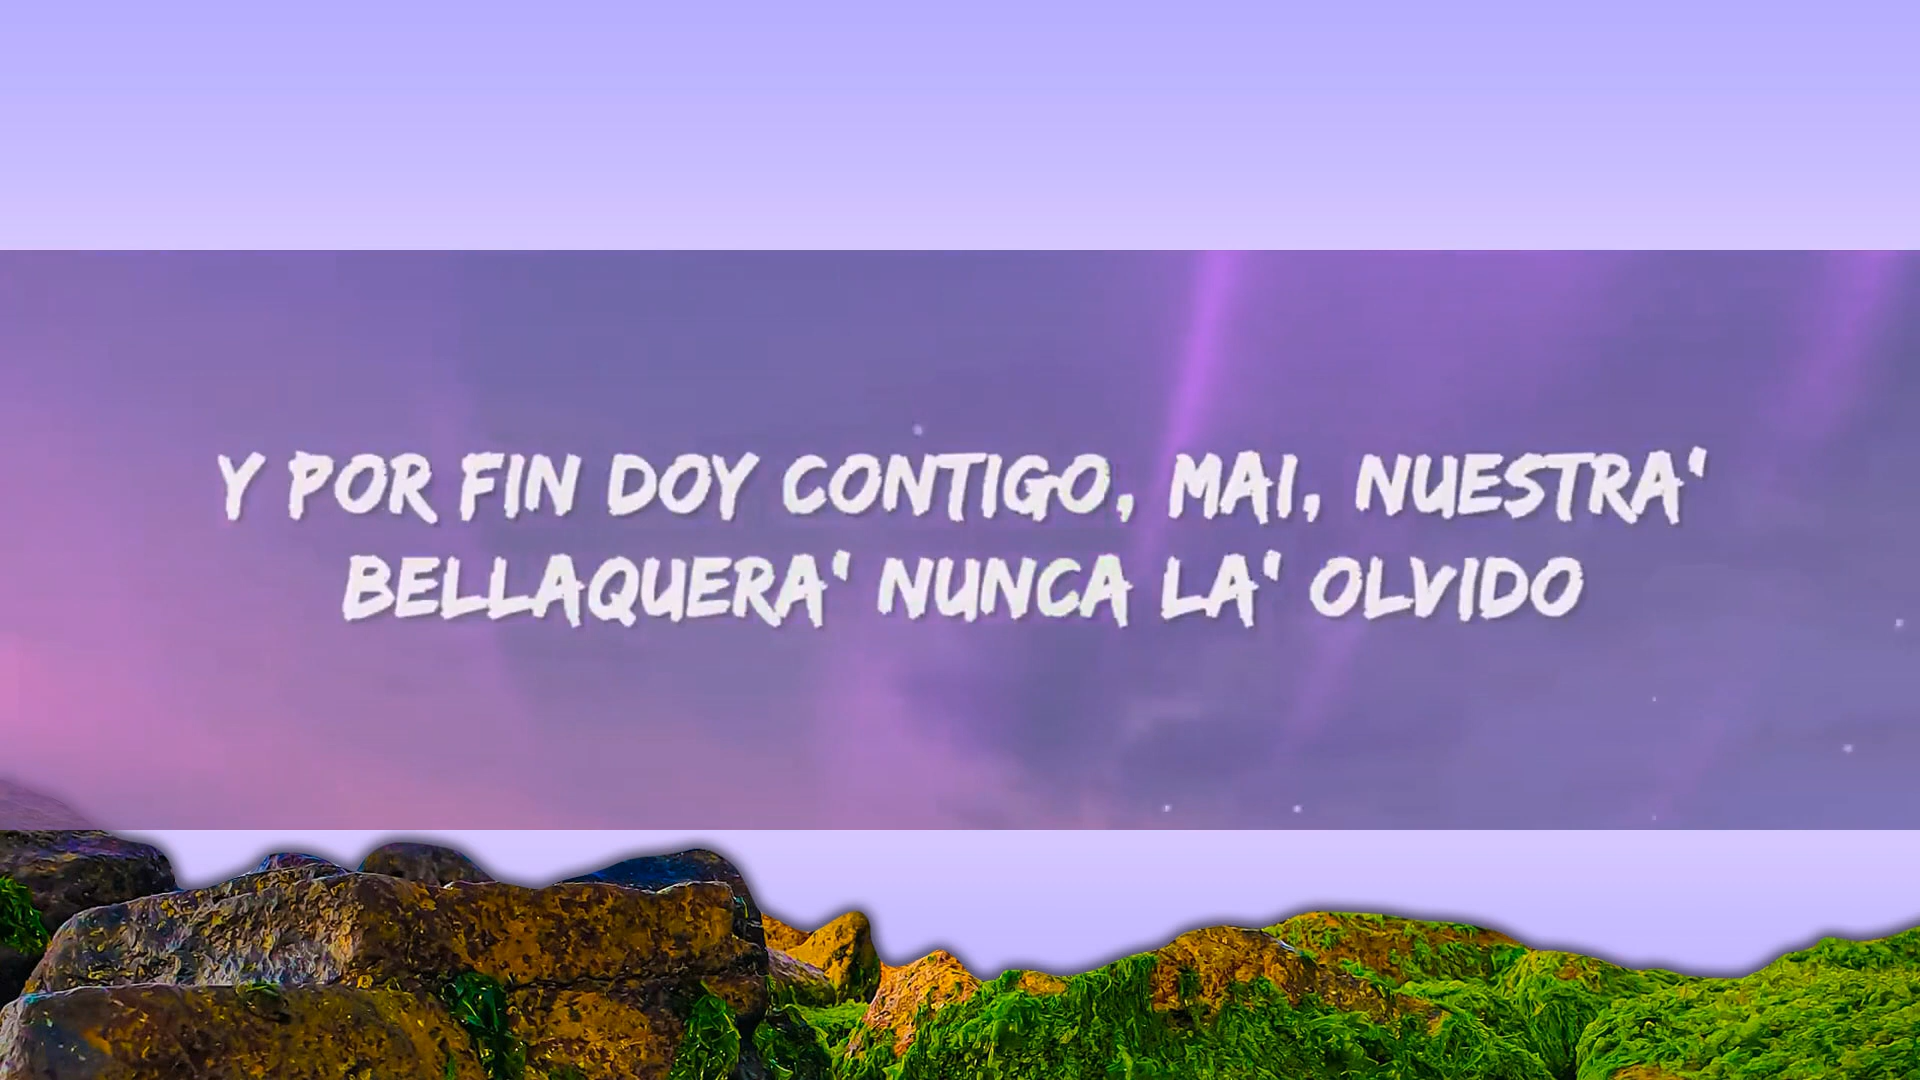 Y POR FIN DOY CONTIGO, MAI, NUESTRA'
BELLAQUERA' NUNCA LA' OLVIDO